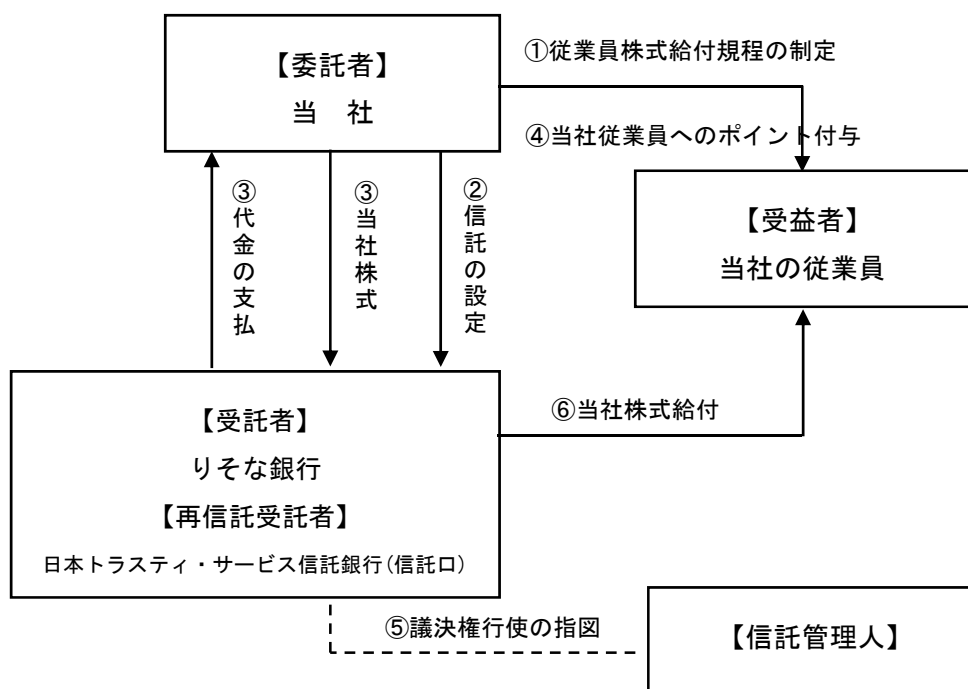 【委託者】
当　社
①従業員株式給付規程の制定
④当社従業員へのポイント付与
【受益者】
当社の従業員
③代金の支払
③当社株式
②信託の設定
【受託者】
りそな銀行
【再信託受託者】
日本トラスティ・サービス信託銀行(信託口)
⑥当社株式給付
⑤議決権行使の指図
【信託管理人】